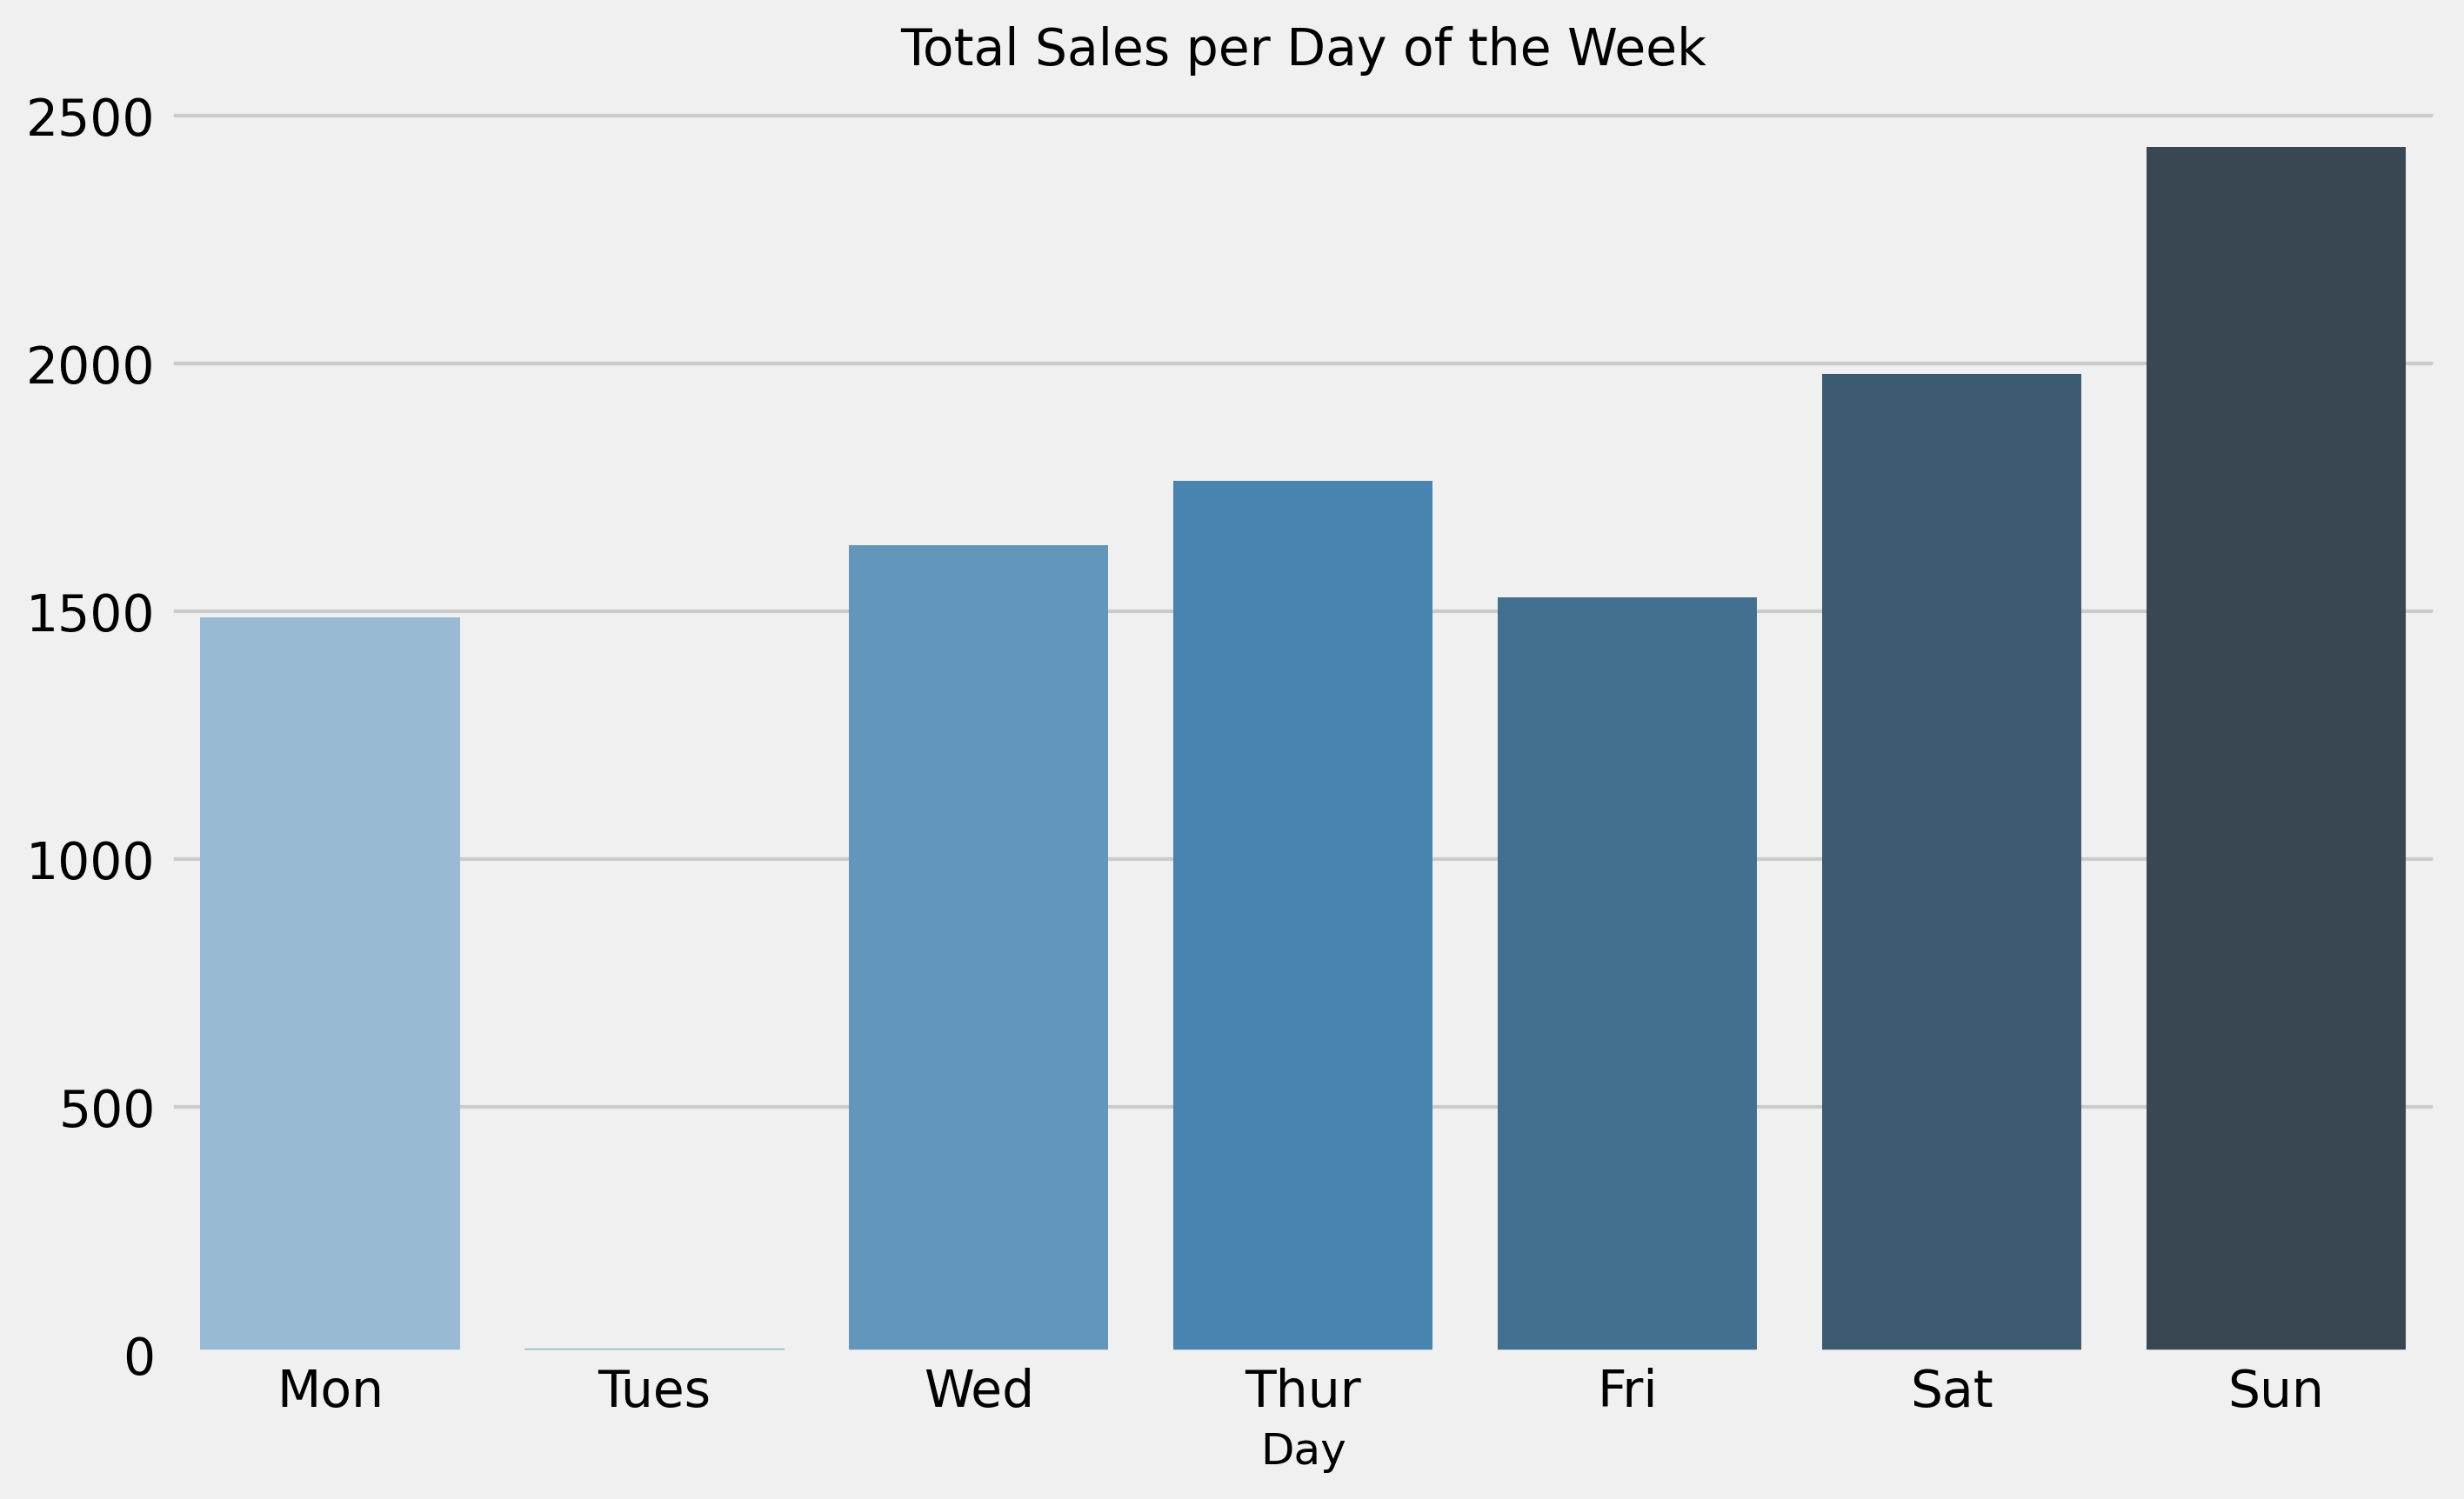 Total Sales per Day of the Week
2500
2000
1500
1000
500
0
Mon Tues Wed Thur Fri Sat Sun
Day